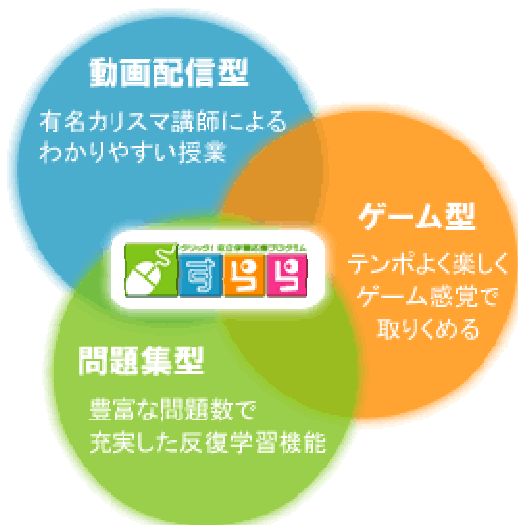 動画配信型
有名カリスマ講師による
わかりやすい授業
ゲーム型
テンポよく楽しく
ゲーム感覚で
取りくめる
すらら
問題集型
豊富な問題数で
充実した反復学習機能